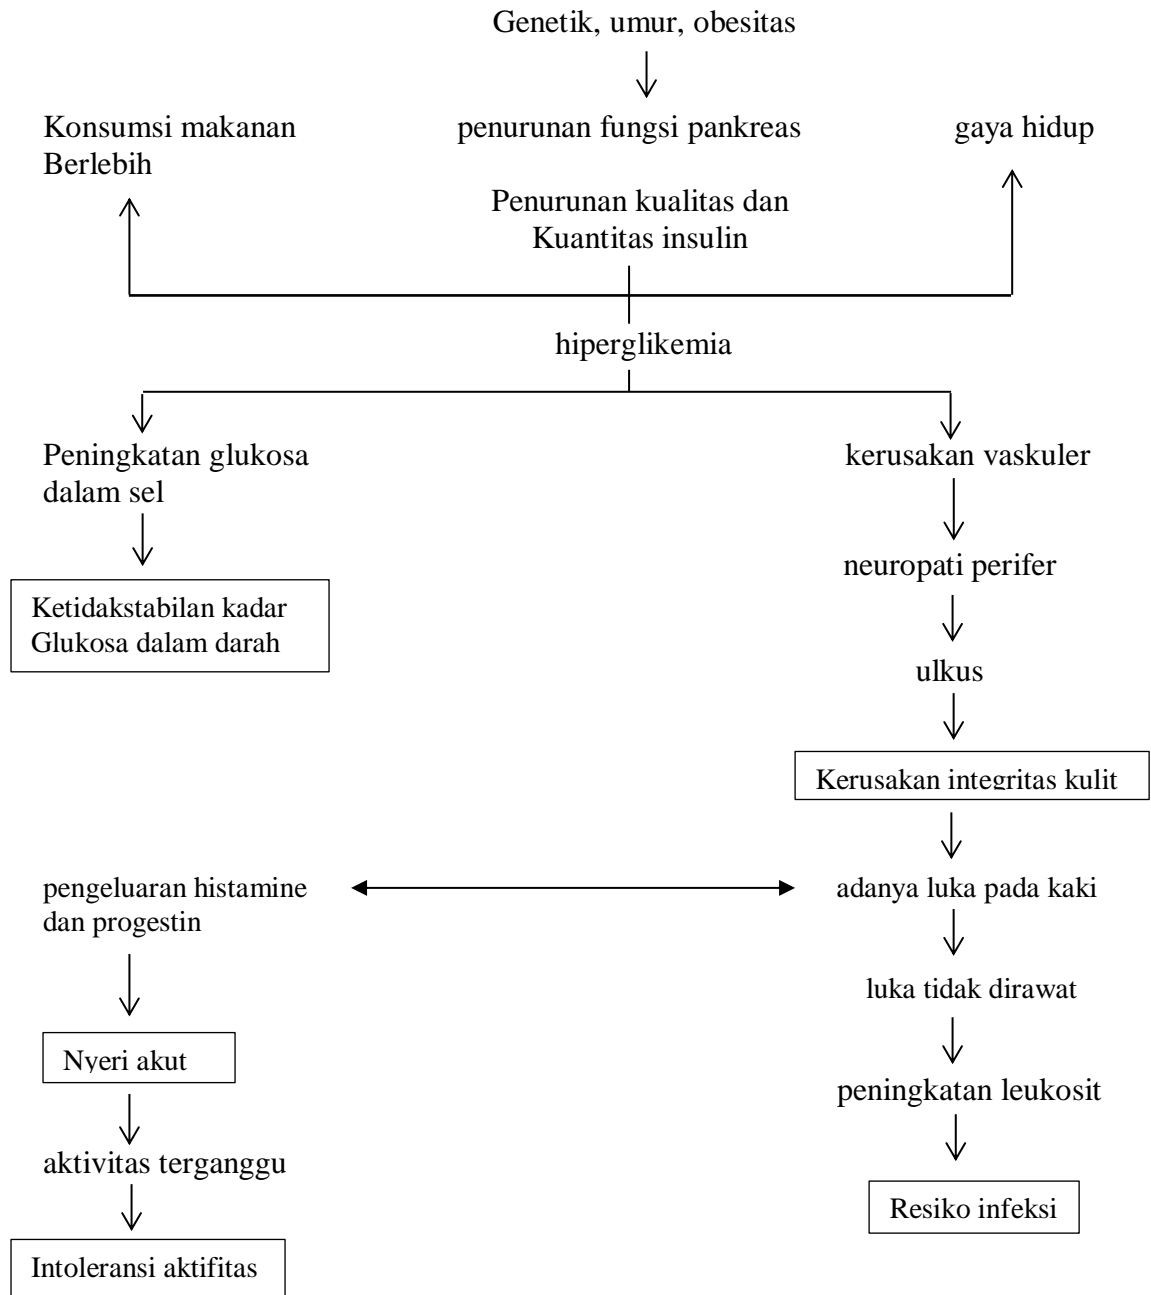 Genetik, umur, obesitas
Konsumsi makanan
Berlebih
penurunan fungsi pankreas
gaya hidup
Penurunan kualitas dan
Kuantitas insulin
hiperglikemia
Peningkatan glukosa
dalam sel
kerusakan vaskuler
neuropati perifer
Ketidakstabilan kadar
Glukosa dalam darah
ulkus
Kerusakan integritas kulit
pengeluaran histamine
dan progestin
adanya luka pada kaki
luka tidak dirawat
Nyeri akut
peningkatan leukosit
aktivitas terganggu
Resiko infeksi
Intoleransi aktifitas